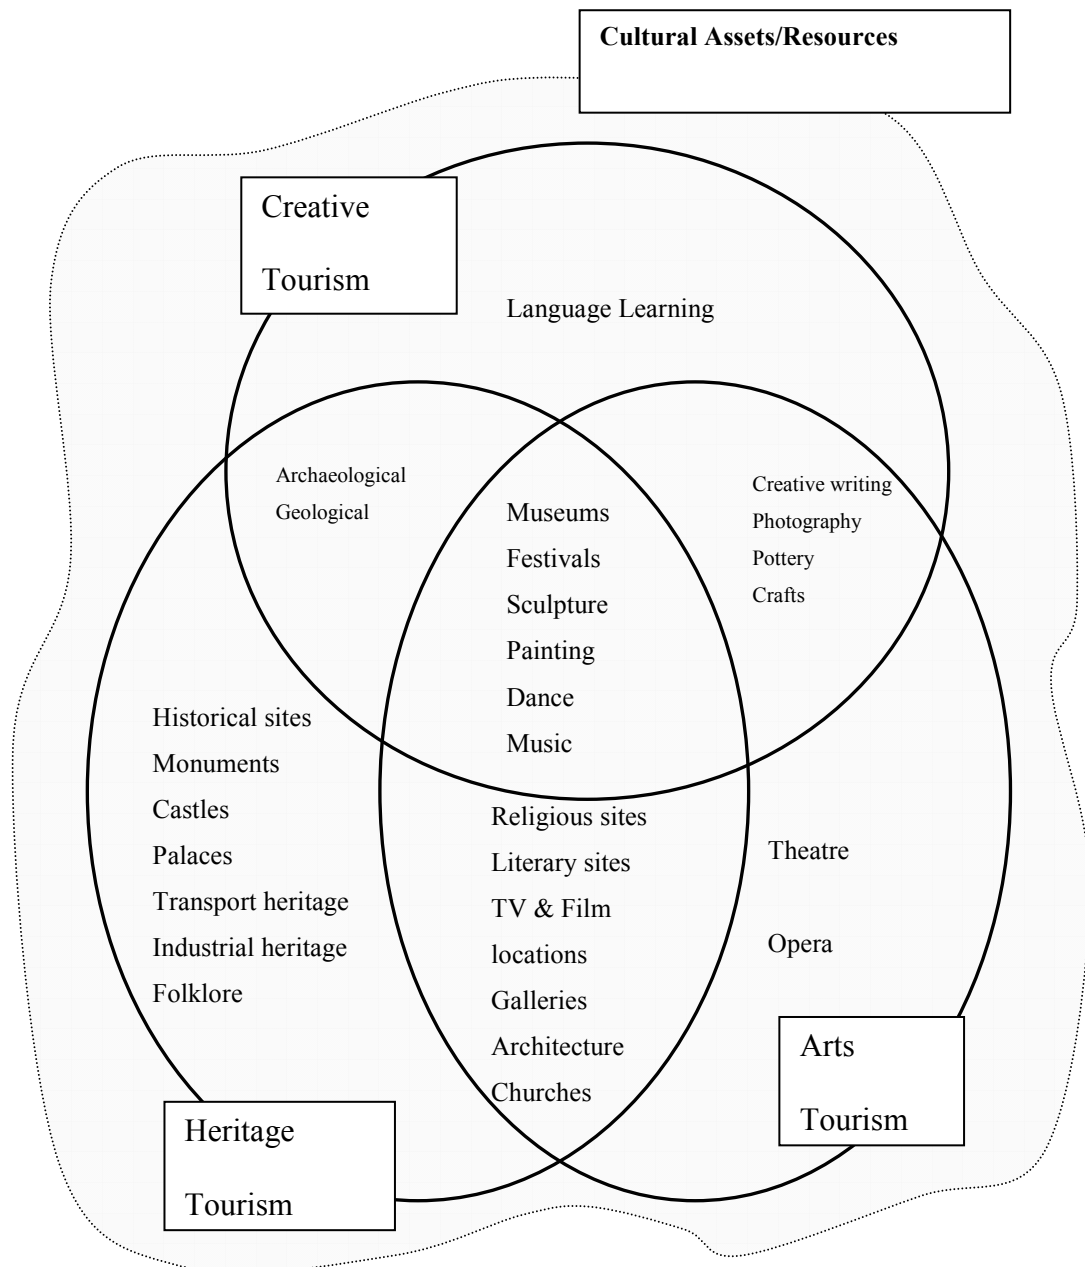 Cultural Assets/Resources
Creative
Tourism
Language Learning
Archaeological
Geological
Museums
Festivals
Sculpture
Painting
Dance
Music
Creative writing
Photography
Pottery
Crafts
Historical sites
Monuments
Castles
Palaces
Transport heritage
Industrial heritage
Folklore
Religious sites
Literary sites
TV & Film
locations
Galleries
Architecture
Churches
Theatre
Opera
Arts
Tourism
Heritage
Tourism